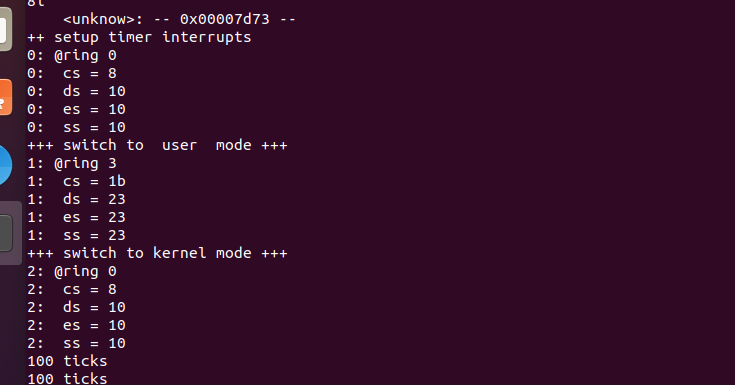 8t
    <unknow>: -- 0x00007d73 --
++ setup timer interrupts
0: @ring 0
0:  cs = 8
0:  ds = 10
0:  es = 10
0:  ss = 10
+++ switch to  user  mode +++
1: @ring 3
1:  cs = 1b
1:  ds = 23
1:  es = 23
1:  ss = 23
+++ switch to kernel mode +++
2: @ring 0
2:  cs = 8
2:  ds = 10
2:  es = 10
2:  ss = 10
100 ticks
100 ticks